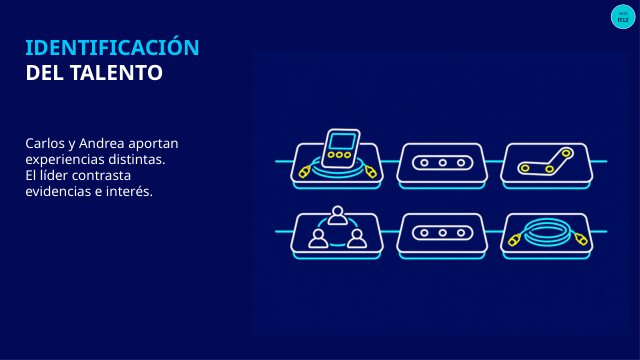 IDENTIFICACIÓN
DEL TALENTO
Carlos y Andrea aportan
experiencias distintas.
El líder contrasta
evidencias e interés.
R12